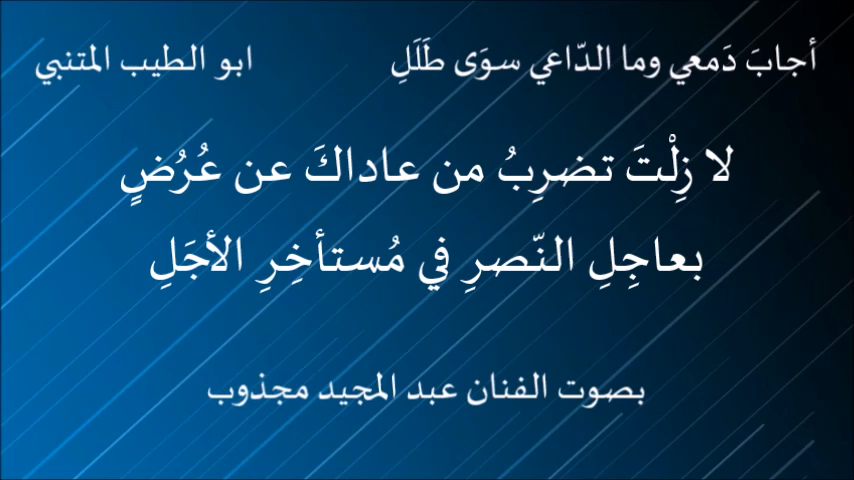 أجابَ دَمعي وما الدّاعي سوَى طَلَلِ ابو الطيب المتنبي
لا زِلْتَ تضرِبُ من عاداكَ عن عُرُضٍ
بعاجِلِ النّصرِ في مُستأخِرِ الأجَلِ
بصوت الفنان عبد المجيد مجذوب